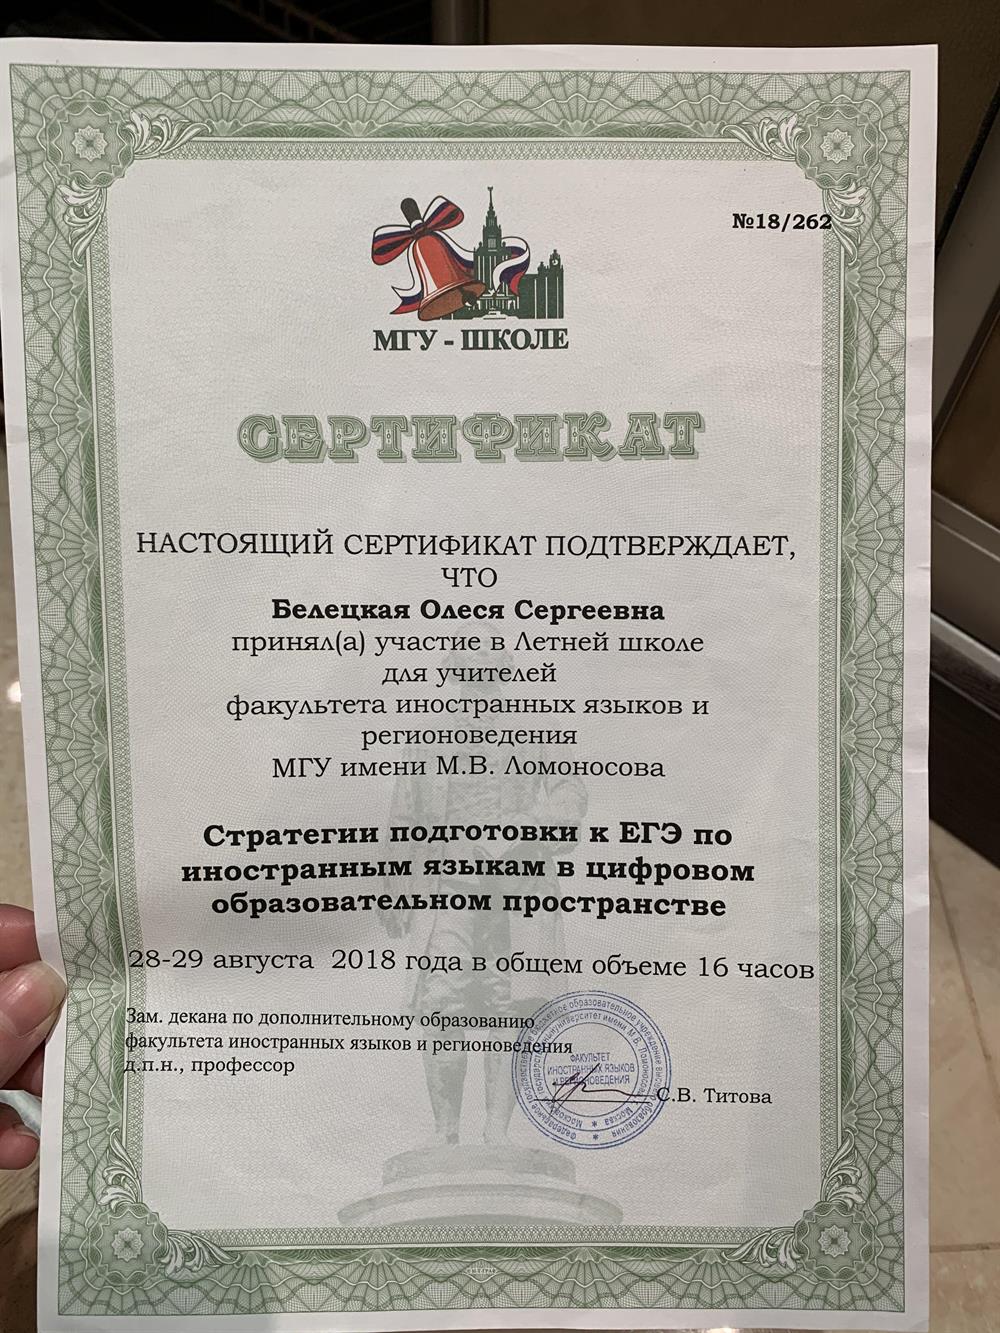 №18/262
МГУ - ШКОЛЕ
СЕРТИФИКАТ
НАСТОЯЩИЙ СЕРТИФИКАТ ПОДТВЕРЖДАЕТ,
ЧТО
Белецкая Олеся Сергеевна
принял(а) участие в Летней школе
для учителей
факультета иностранных языков и
регионоведения
МГУ имени М.В. Ломоносова
Стратегии подготовки к ЕГЭ по
иностранным языкам в цифровом
образовательном пространстве
28-29 августа 2018 года в общем объеме 16 часов
Зам. декана по дополнительному образованию
факультета иностранных языков и регионоведения
д.п.н., профессор
ФАКУЛЬТЕТ
ИНОСТРАННЫХ ЯЗЫКОВ
И РЕГИОНОВЕДЕНИЯ
С.В. Титова